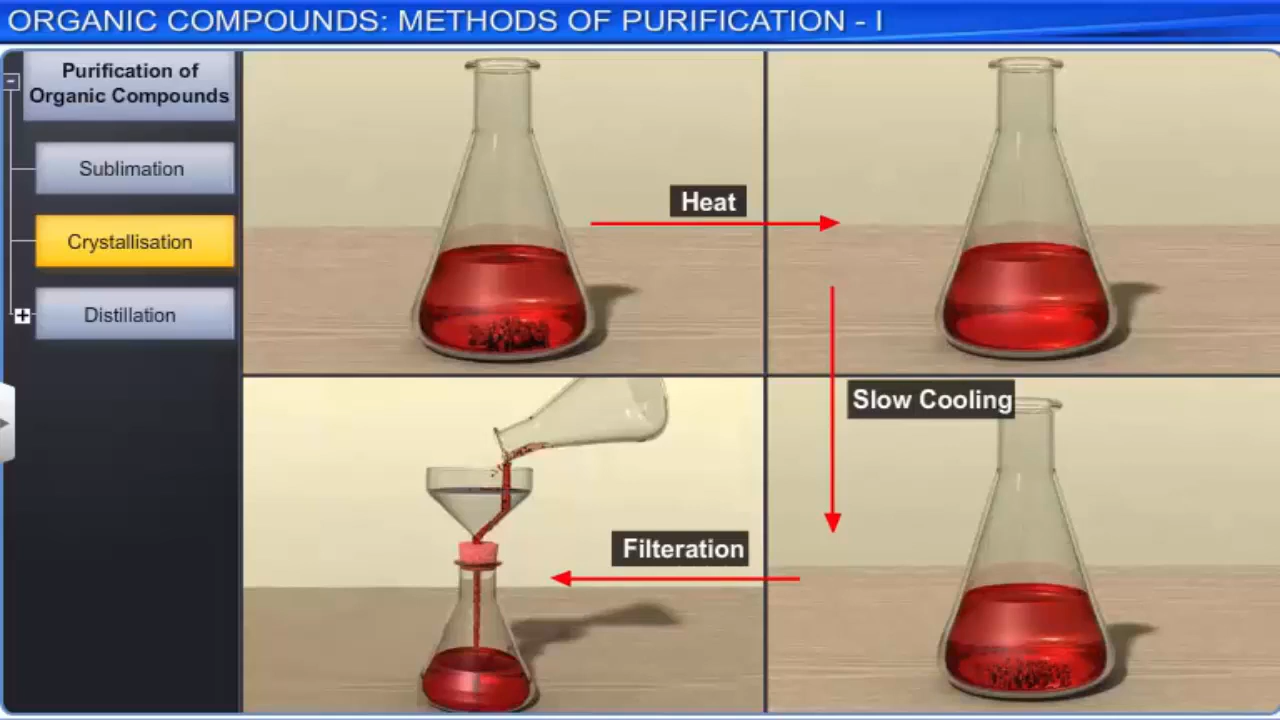 ORGANIC COMPOUNDS: METHODS OF PURIFICATION - I
Purification of
Organic Compounds
Sublimation
Crystallisation
Distillation
Heat
Slow Cooling
Filteration